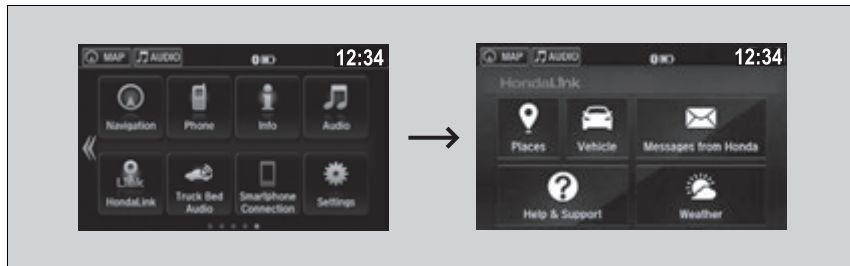 MAP AUDIO 12:34
Navigation Phone Info Audio
Link
HondaLink Truck Bed Audio Smartphone Connection Settings
MAP AUDIO 12:34
HondaLink
Places Vehicle Messages from Honda
Help & Support Weather